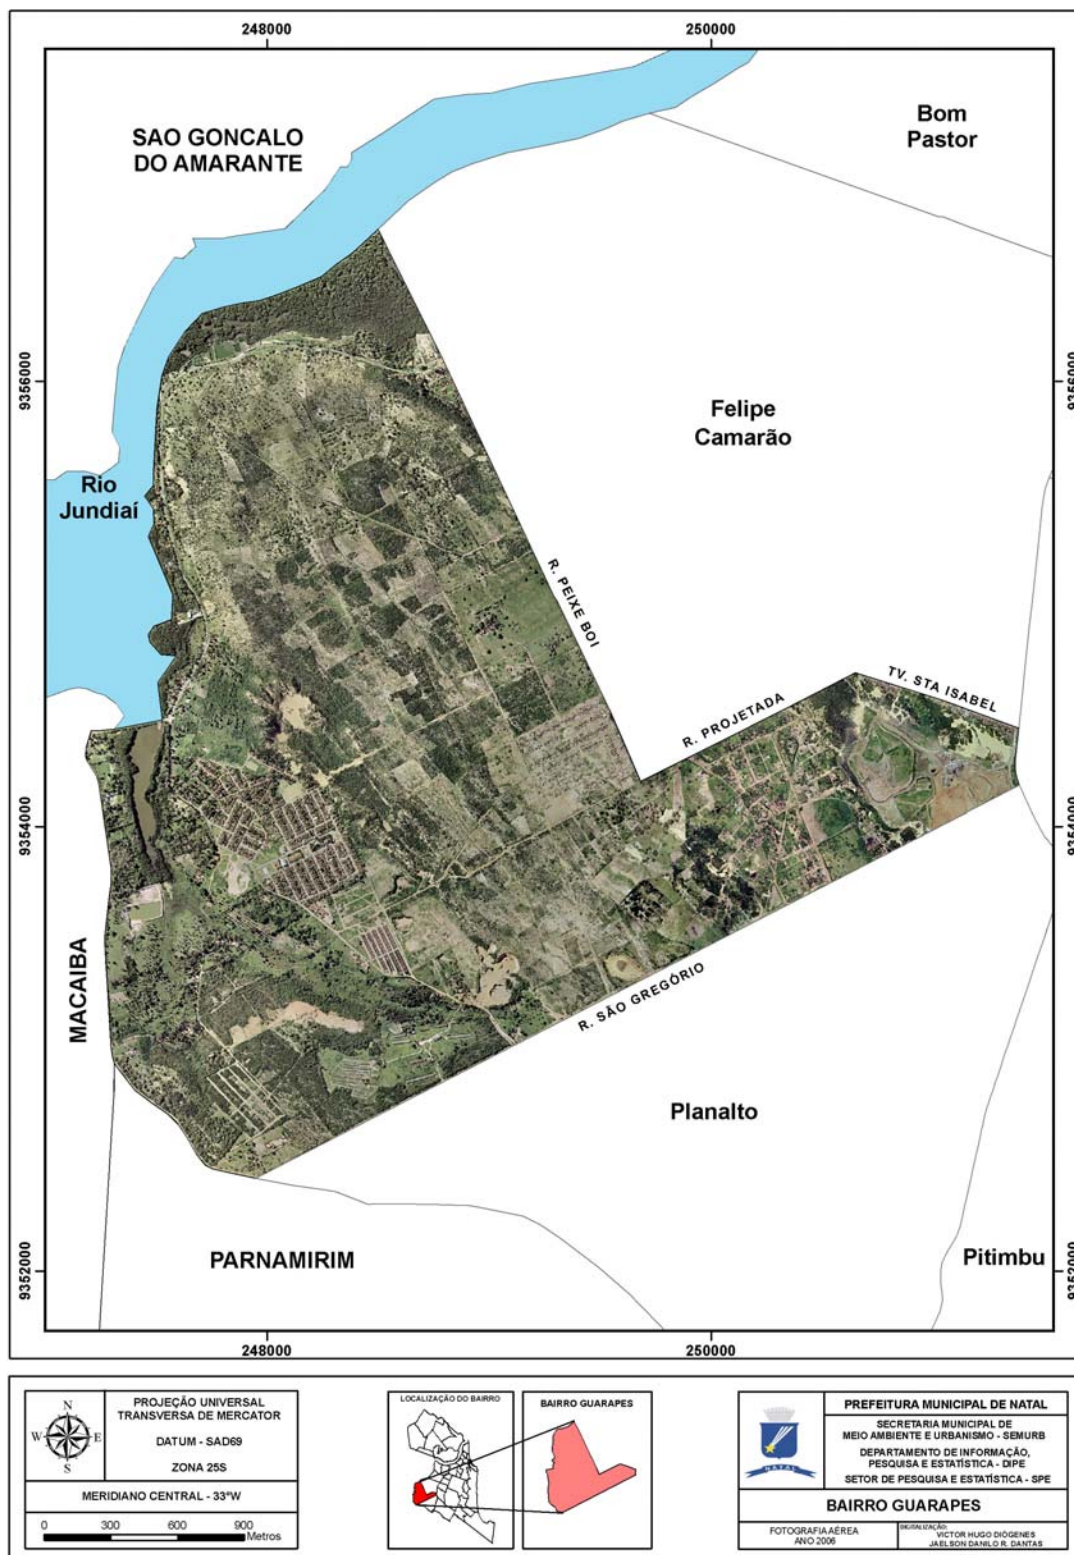 248000
250000
SAO GONCALO
DO AMARANTE
Bom
Pastor
9356000
9356000
Felipe
Camarão
Rio
Jundiaí
R. PEIXE BOI
R. PROJETADA
TV. STA ISABEL
9354000
9354000
R. SÃO GREGÓRIO
MACAIBA
Planalto
PARNAMIRIM
Pitimbu
9352000
9352000
248000
250000
N
W
E
S
PROJEÇÃO UNIVERSAL
TRANSVERSA DE MERCATOR
DATUM - SAD69
ZONA 25S
MERIDIANO CENTRAL - 33°W
0 300 600 900
Metros
LOCALIZAÇÃO DO BAIRRO
BAIRRO GUARAPES
NATAL
PREFEITURA MUNICIPAL DE NATAL
SECRETARIA MUNICIPAL DE
MEIO AMBIENTE E URBANISMO - SEMURB
DEPARTAMENTO DE INFORMAÇÃO,
PESQUISA E ESTATÍSTICA - DIPE
SETOR DE PESQUISA E ESTATÍSTICA - SPE
BAIRRO GUARAPES
FOTOGRAFIA AÉREA
ANO 2006
DIGITALIZAÇÃO:
VICTOR HUGO DIÓGENES
JAELSON DANILO R. DANTAS